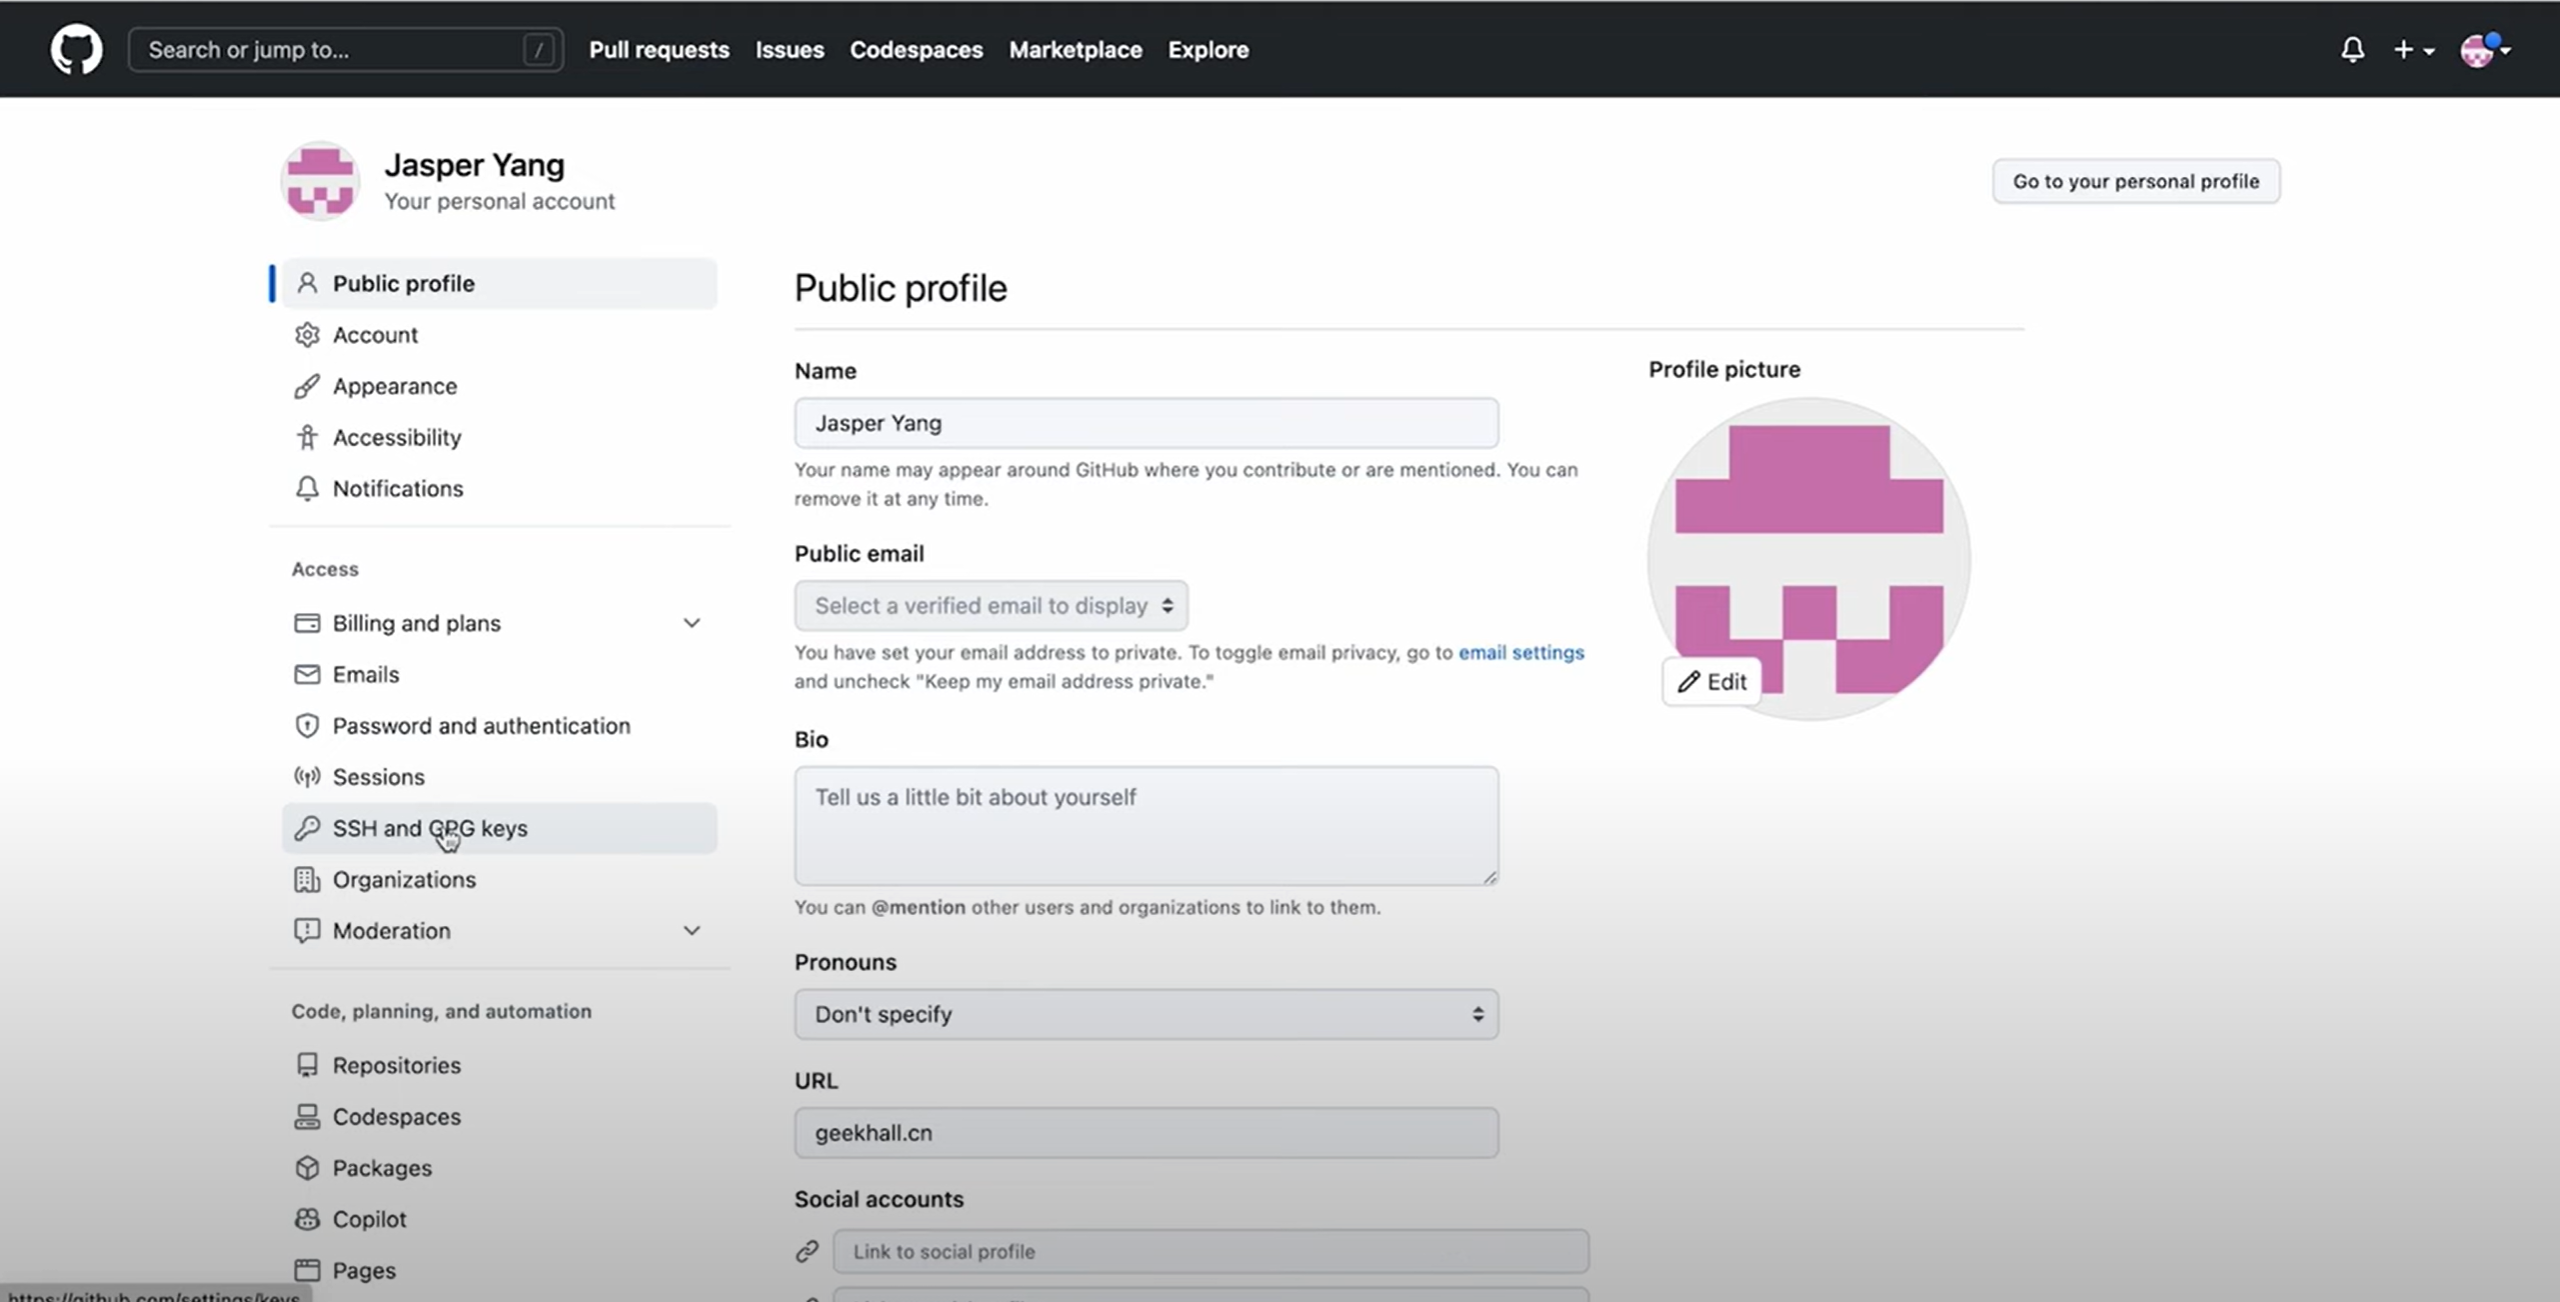 Search or jump to... /
Pull requests Issues Codespaces Marketplace Explore
Jasper Yang
Your personal account
Go to your personal profile
Public profile
Account
Appearance
Accessibility
Notifications
Access
Billing and plans
Emails
Password and authentication
Sessions
SSH and GPG keys
Organizations
Moderation
Code, planning, and automation
Repositories
Codespaces
Packages
Copilot
Pages
Public profile
Name
Jasper Yang
Your name may appear around GitHub where you contribute or are mentioned. You can
remove it at any time.
Public email
Select a verified email to display
You have set your email address to private. To toggle email privacy, go to email settings
and uncheck "Keep my email address private."
Bio
Tell us a little bit about yourself
You can @mention other users and organizations to link to them.
Pronouns
Don't specify
URL
geekhall.cn
Social accounts
Link to social profile
Profile picture
Edit
https://github.com/settings/keys